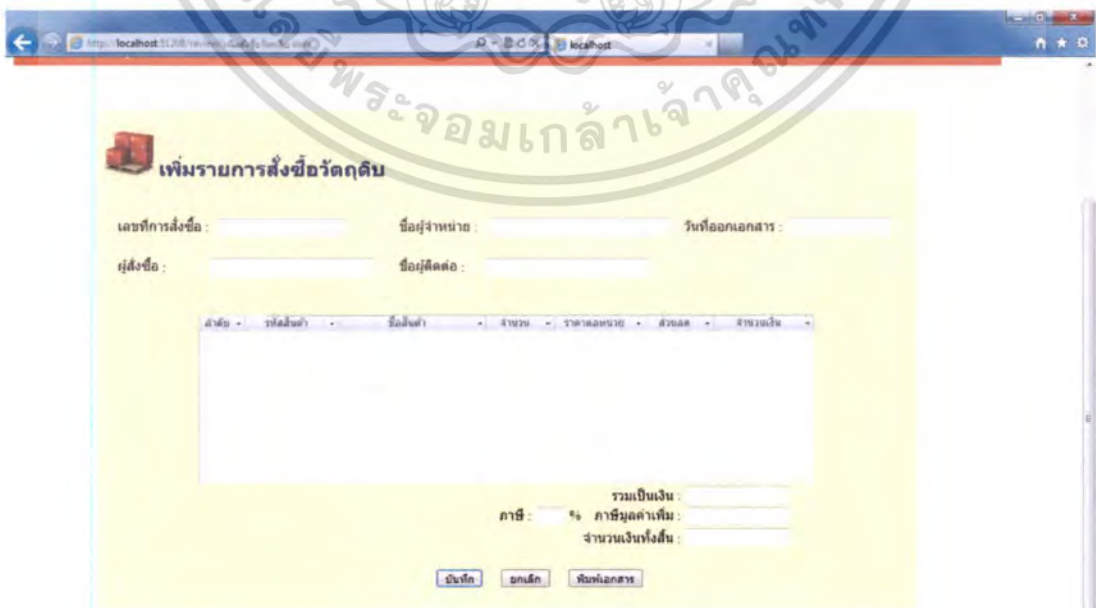 localhost
พระจอมเกล้าเจ้าคุณ
เพิ่มรายการสั่งซื้อวัตถุดิบ
เลขที่การสั่งซื้อ : ชื่อผู้จำหน่าย : วันที่ออกเอกสาร :
ผู้สั่งซื้อ : ชื่อผู้ติดต่อ :
ลำดับ รหัสสินค้า ชื่อสินค้า จำนวน ราคาต่อหน่วย ส่วนลด จำนวนเงิน
รวมเป็นเงิน :
ภาษี : % ภาษีมูลค่าเพิ่ม :
จำนวนเงินทั้งสิ้น :
บันทึก ยกเลิก พิมพ์เอกสาร